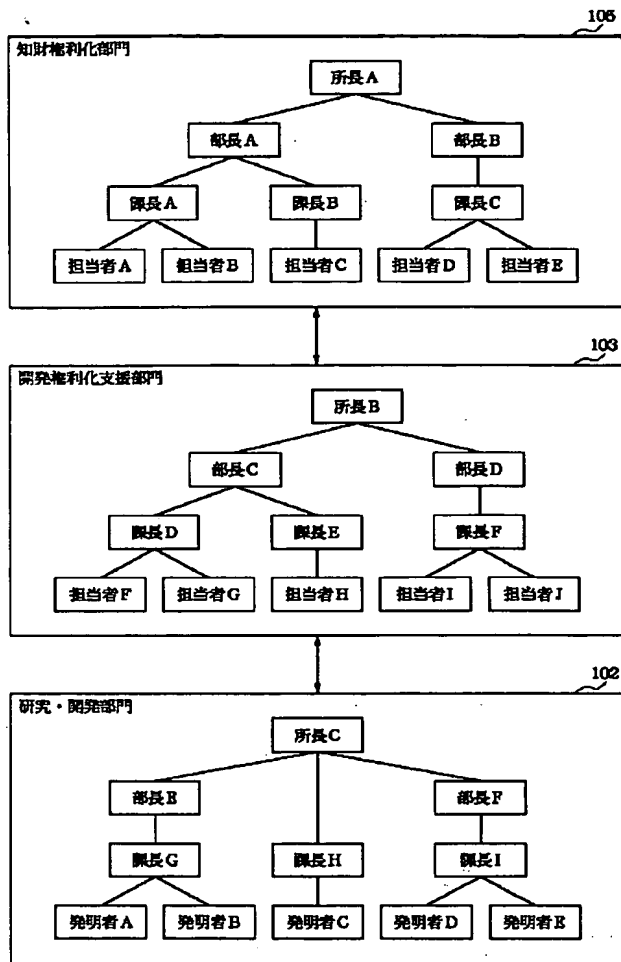 105
知財権利化部門
所長A
部長A 部長B
課長A 課長B 課長C
担当者A 担当者B 担当者C 担当者D 担当者E
103
開発権利化支援部門
所長B
部長C 部長D
課長D 課長E 課長F
担当者F 担当者G 担当者H 担当者I 担当者J
102
研究・開発部門
所長C
部長E 部長F
課長G 課長H 課長I
発明者A 発明者B 発明者C 発明者D 発明者E